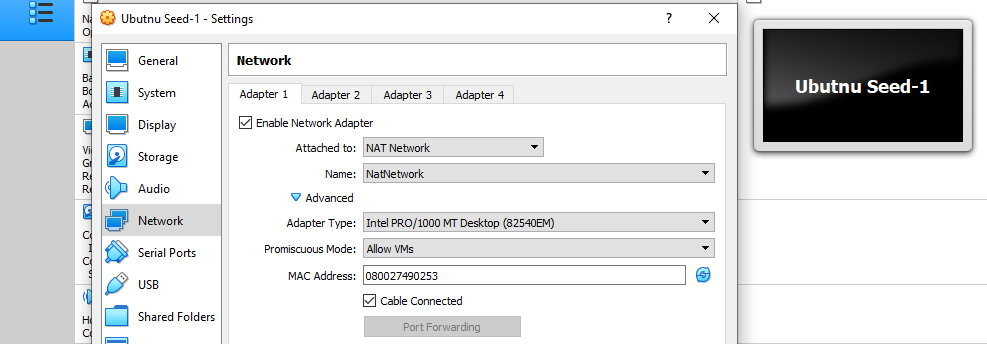 Ubutnu Seed-1 - Settings
?
General
System
Display
Storage
Audio
Network
Serial Ports
USB
Shared Folders
Network
Adapter 1 Adapter 2 Adapter 3 Adapter 4
Enable Network Adapter
Attached to: NAT Network
Name: NatNetwork
Advanced
Adapter Type: Intel PRO/1000 MT Desktop (82540EM)
Promiscuous Mode: Allow VMs
MAC Address: 080027490253
Cable Connected
Port Forwarding
Ubutnu Seed-1